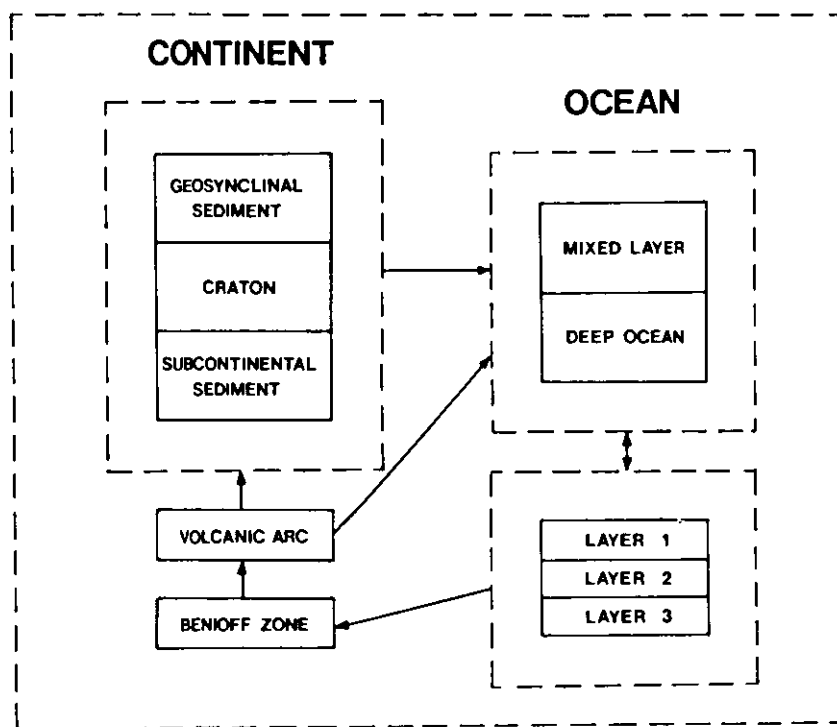 CONTINENT
GEOSYNCLINAL
SEDIMENT
CRATON
SUBCONTINENTAL
SEDIMENT
VOLCANIC ARC
BENIOFF ZONE
OCEAN
MIXED LAYER
DEEP OCEAN
LAYER 1
LAYER 2
LAYER 3